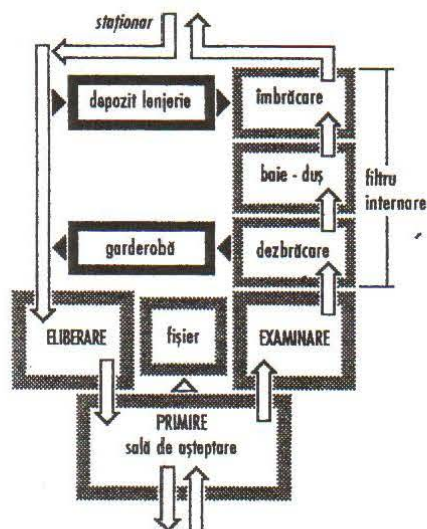 staționar
depozit lenjerie
îmbrăcare
baie - duș
filtru
internare
garderobă
dezbrăcare
ELIBERARE
fișier
EXAMINARE
PRIMIRE
sală de așteptare